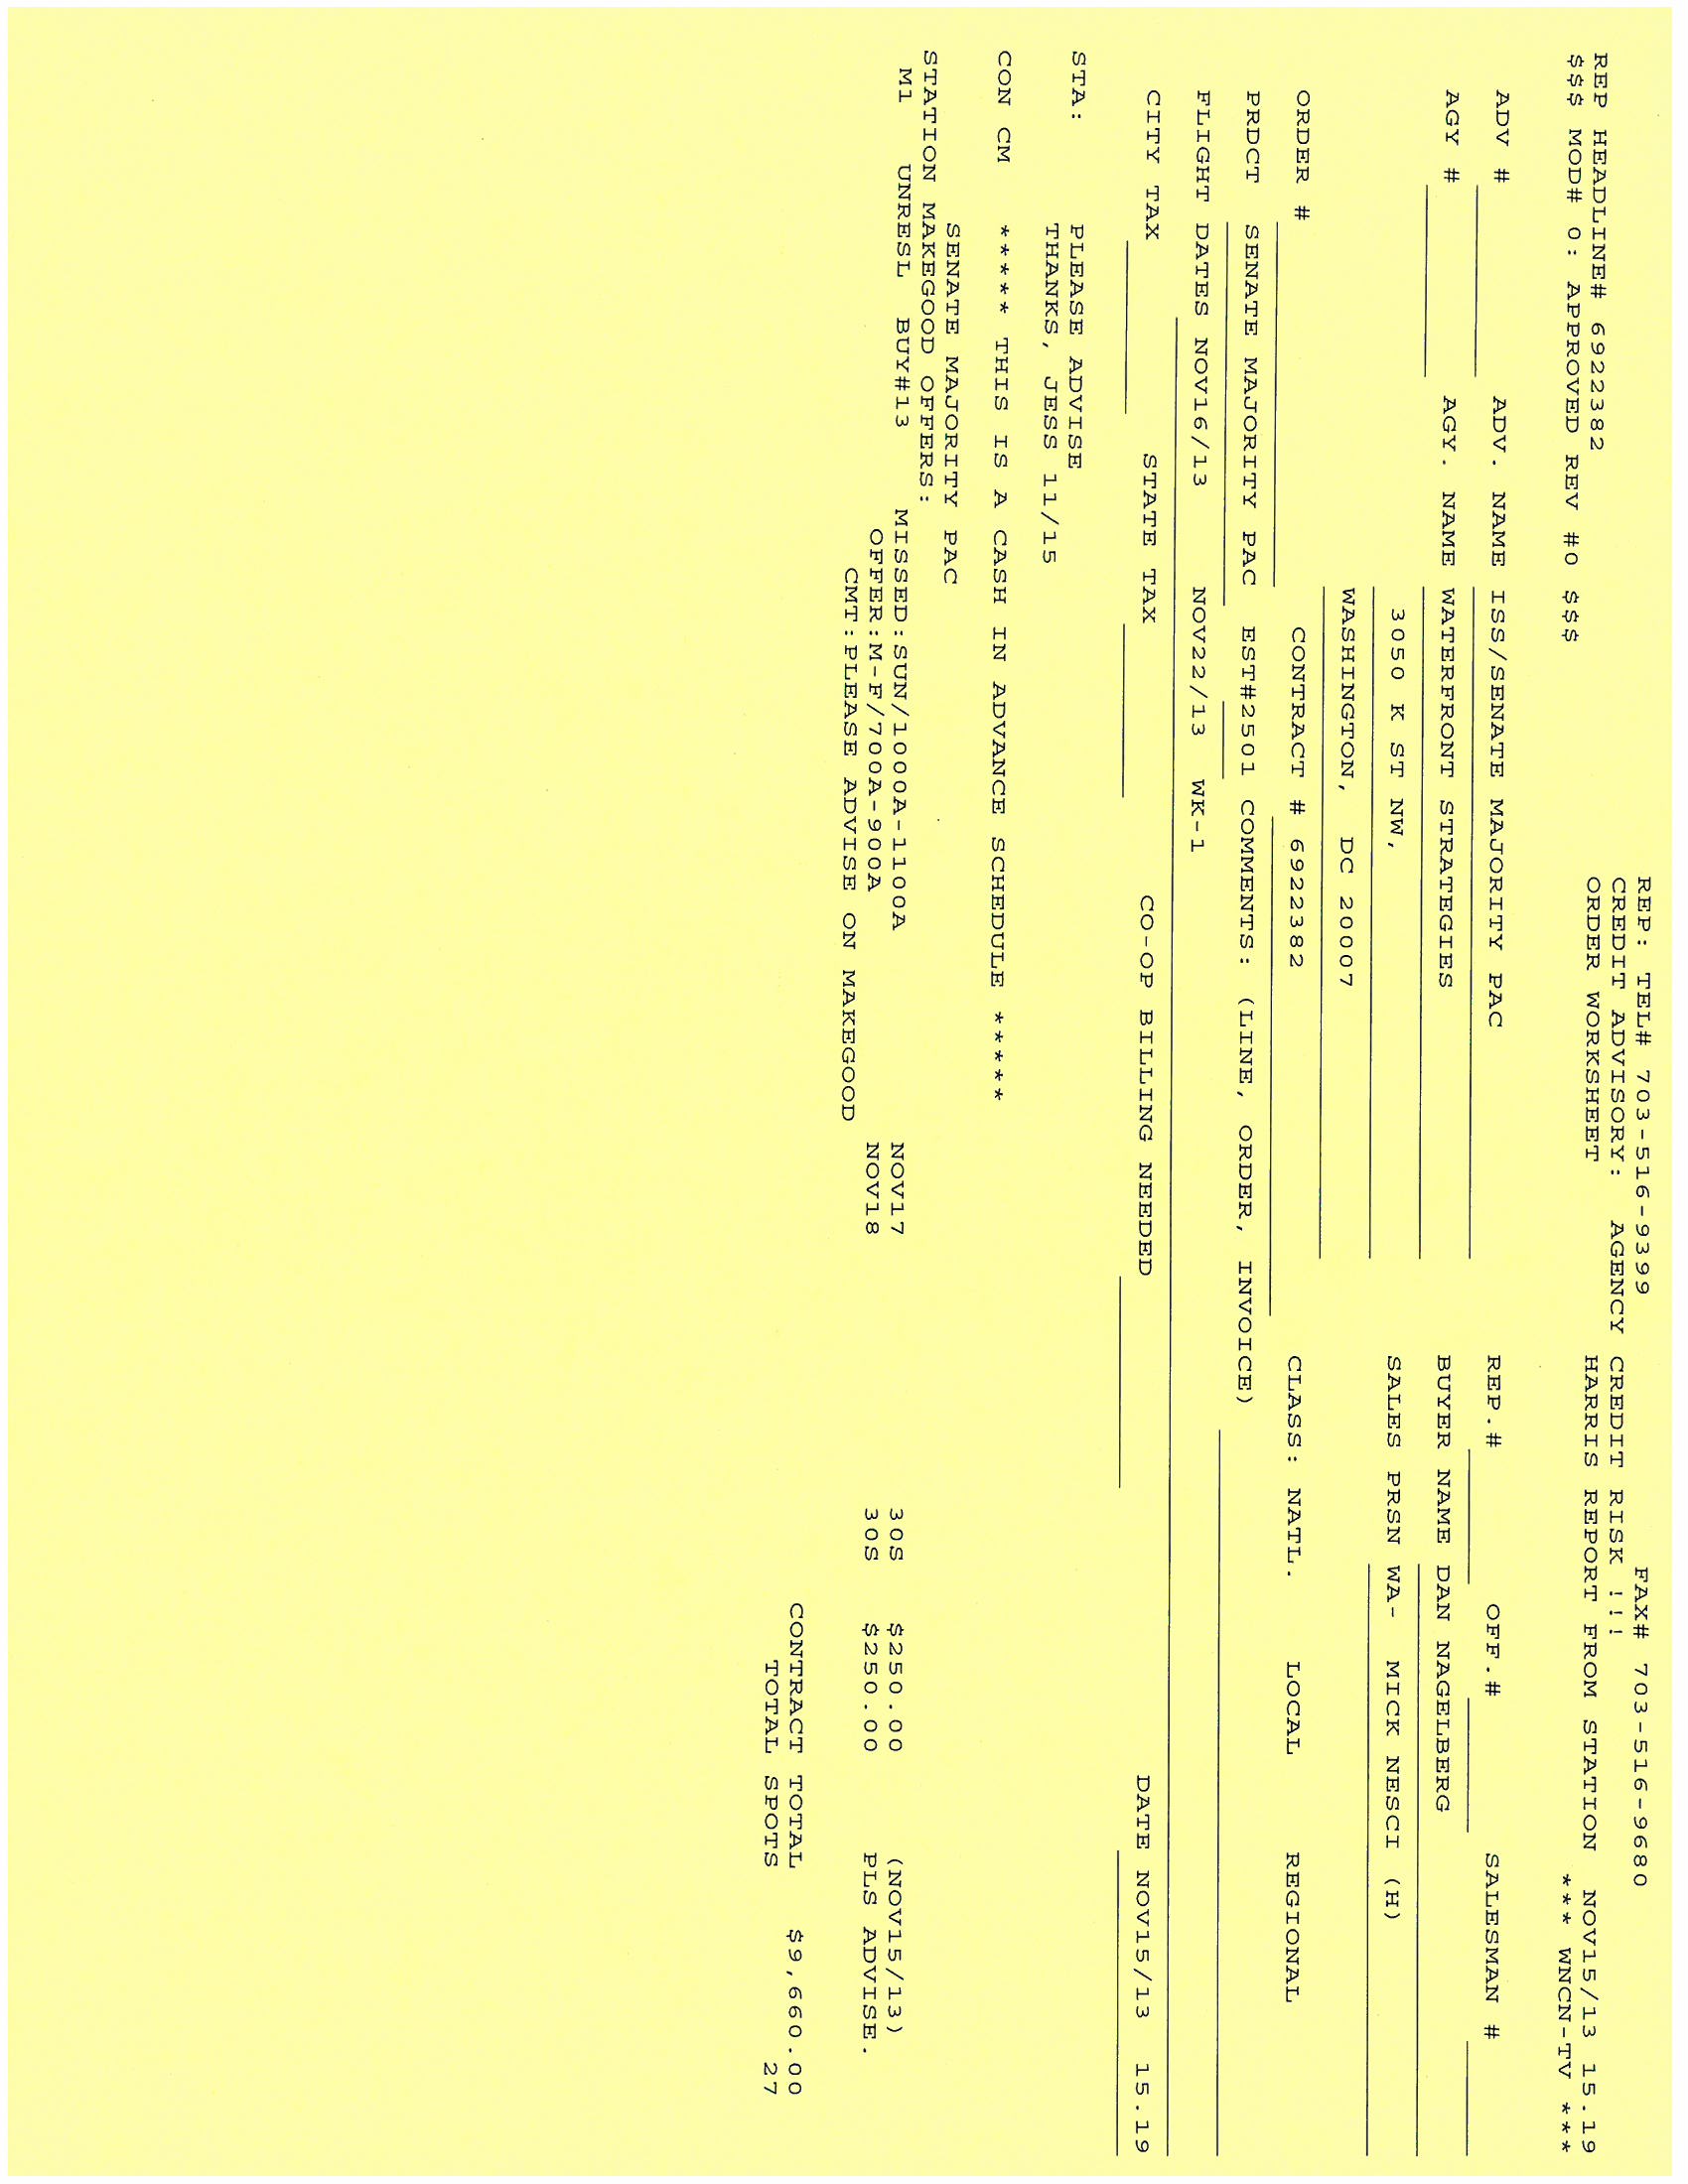 REP: TEL# 703-516-9399 FAX# 703-516-9680
CREDIT ADVISORY: AGENCY CREDIT RISK !!!
REP HEADLINE# 6922382 ORDER WORKSHEET HARRIS REPORT FROM STATION NOV15/13 15.19
$$$ MOD# 0: APPROVED REV #0 $$$ *** WNCN-TV ***
ADV # ADV. NAME ISS/SENATE MAJORITY PAC REP.# OFF.# SALESMAN #
AGY # AGY. NAME WATERFRONT STRATEGIES BUYER NAME DAN NAGELBERG
3050 K ST NW, SALES PRSN WA- MICK NESCI (H)
WASHINGTON, DC 20007
ORDER # CONTRACT # 6922382 CLASS: NATL. LOCAL REGIONAL
PRDCT SENATE MAJORITY PAC EST#2501 COMMENTS: (LINE, ORDER, INVOICE)
FLIGHT DATES NOV16/13 NOV22/13 WK-1
CITY TAX STATE TAX CO-OP BILLING NEEDED DATE NOV15/13 15.19
STA: PLEASE ADVISE
THANKS, JESS 11/15
CON CM ***** THIS IS A CASH IN ADVANCE SCHEDULE *****
SENATE MAJORITY PAC
STATION MAKEGOOD OFFERS:
M1 UNRESL BUY#13 MISSED:SUN/1000A-1100A NOV17 30S $250.00 (NOV15/13)
OFFER:M-F/700A-900A NOV18 30S $250.00 PLS ADVISE.
CMT:PLEASE ADVISE ON MAKEGOOD
CONTRACT TOTAL $9,660.00
TOTAL SPOTS 27